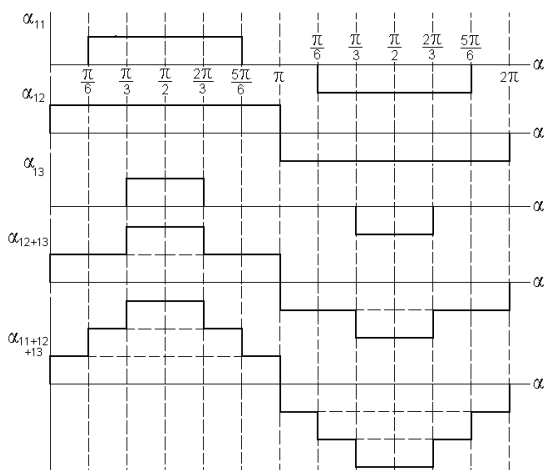 α₁₁
π/6 π/3 π/2 2π/3 5π/6
α
π/6 π/3 π/2 2π/3 5π/6 π
2π
α₁₂
α
α₁₃
α
α₁₂₊₁₃
α
α₁₁₊₁₂
+13
α